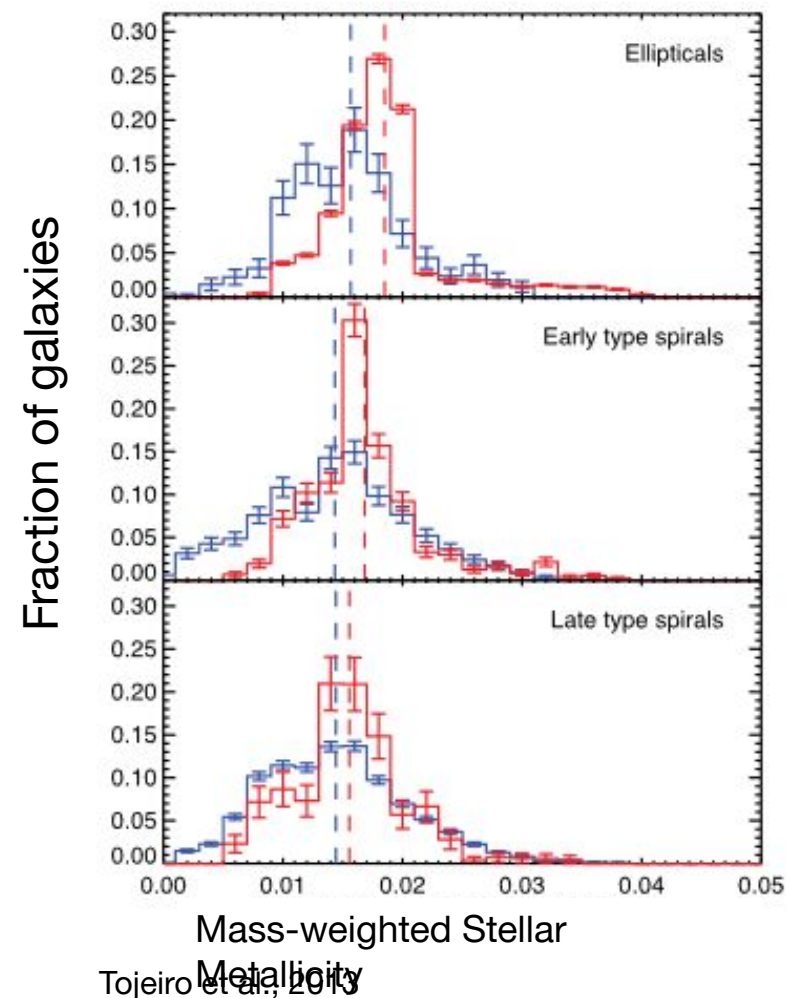 Fraction of galaxies
0.30
Ellipticals
0.25
0.20
0.15
0.10
0.05
0.00
0.30
Early type spirals
0.25
0.20
0.15
0.10
0.05
0.00
0.30
Late type spirals
0.25
0.20
0.15
0.10
0.05
0.00
0.00 0.01 0.02 0.03 0.04 0.05
Mass-weighted Stellar
Metallicity
Tojeiro et al., 2013